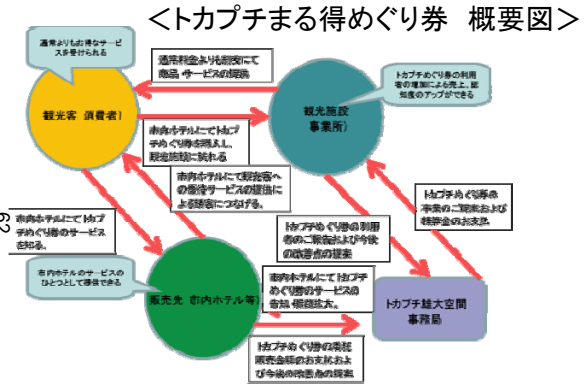 ＜トカプチまる得めぐり券 概要図＞
通常よりもお得なサービ
スを受けられる
通常料金よりも割安にて
商品・サービスの提供
トカプチめぐり券の利用
者の増加による売上、認
知度のアップができる
観光客 消費者)
観光施設
事業所)
市内ホテルにてトカプ
チめぐり券を購入し、
観光施設に訪れる
市内ホテルにて観光客へ
の優待サービスの提供に
よる誘客につなげる。
トカプチめぐり券の
事業のご報告および
精算金のお支払
62
市内ホテルにてトカプ
チめぐり券のサービス
を知る。
トカプチめぐり券の利用
者のご報告および今後
の改善点の提案
市内ホテルのサービスの
ひとつとして提供できる
販売先 市内ホテル等)
市内ホテルにてトカプチ
めぐり券のサービスの
トカプチ雄大空間
事務局
トカプチめぐり券の委託
販売金額のお支払およ
び今後の改善点の提案